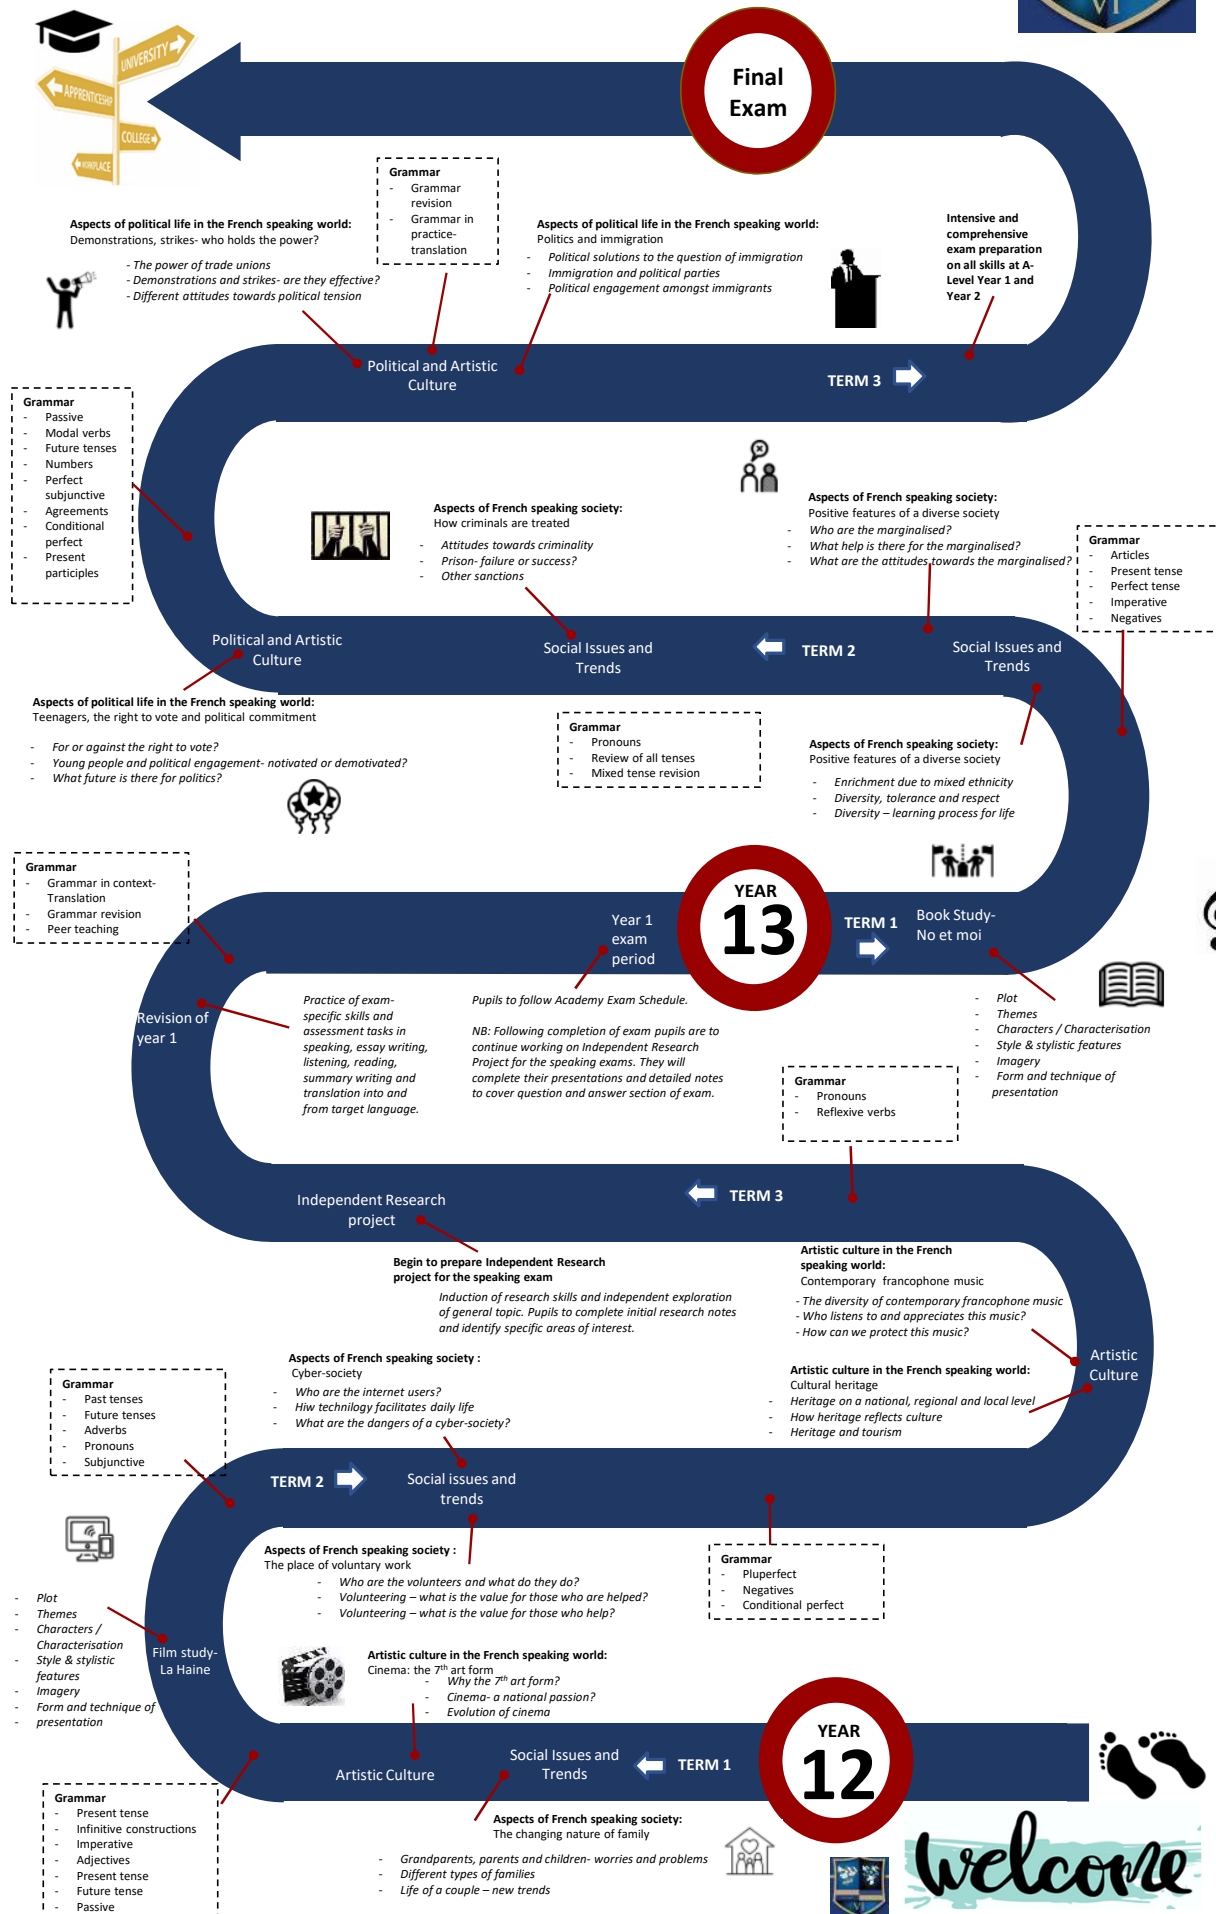 VI
UNIVERSITY
APPRENTICESHIP
COLLEGE
WORKPLACE
Final
Exam
Grammar
- Grammar
revision
- Grammar in
practice-
translation
Aspects of political life in the French speaking world:
Demonstrations, strikes- who holds the power?
- The power of trade unions
- Demonstrations and strikes- are they effective?
- Different attitudes towards political tension
Aspects of political life in the French speaking world:
Politics and immigration
- Political solutions to the question of immigration
- Immigration and political parties
- Political engagement amongst immigrants
Intensive and
comprehensive
exam preparation
on all skills at A-
Level Year 1 and
Year 2
Political and Artistic
Culture
TERM 3
Grammar
- Passive
- Modal verbs
- Future tenses
- Numbers
- Perfect
subjunctive
- Agreements
- Conditional
perfect
- Present
participles
Aspects of French speaking society:
How criminals are treated
- Attitudes towards criminality
- Prison- failure or success?
- Other sanctions
Aspects of French speaking society:
Positive features of a diverse society
- Who are the marginalised?
- What help is there for the marginalised?
- What are the attitudes towards the marginalised?
Grammar
- Articles
- Present tense
- Perfect tense
- Imperative
- Negatives
Political and Artistic
Culture
Social Issues and
Trends
TERM 2
Social Issues and
Trends
Aspects of political life in the French speaking world:
Teenagers, the right to vote and political commitment
- For or against the right to vote?
- Young people and political engagement- notivated or demotivated?
- What future is there for politics?
Grammar
- Pronouns
- Review of all tenses
- Mixed tense revision
Aspects of French speaking society:
Positive features of a diverse society
- Enrichment due to mixed ethnicity
- Diversity, tolerance and respect
- Diversity – learning process for life
Grammar
- Grammar in context-
Translation
- Grammar revision
- Peer teaching
Year 1
exam
period
YEAR
13
TERM 1
Book Study-
No et moi
Revision of
year 1
Practice of exam-
specific skills and
assessment tasks in
speaking, essay writing,
listening, reading,
summary writing and
translation into and
from target language.
Pupils to follow Academy Exam Schedule.
NB: Following completion of exam pupils are to
continue working on Independent Research
Project for the speaking exams. They will
complete their presentations and detailed notes
to cover question and answer section of exam.
- Plot
- Themes
- Characters / Characterisation
- Style & stylistic features
- Imagery
- Form and technique of
presentation
Grammar
- Pronouns
- Reflexive verbs
Independent Research
project
TERM 3
Begin to prepare Independent Research
project for the speaking exam
Induction of research skills and independent exploration
of general topic. Pupils to complete initial research notes
and identify specific areas of interest.
Artistic culture in the French
speaking world:
Contemporary francophone music
- The diversity of contemporary francophone music
- Who listens to and appreciates this music?
- How can we protect this music?
Artistic
Culture
Artistic culture in the French speaking world:
Cultural heritage
- Heritage on a national, regional and local level
- How heritage reflects culture
- Heritage and tourism
Aspects of French speaking society :
Cyber-society
- Who are the internet users?
- Hiw technilogy facilitates daily life
- What are the dangers of a cyber-society?
Grammar
- Past tenses
- Future tenses
- Adverbs
- Pronouns
- Subjunctive
TERM 2
Social issues and
trends
Aspects of French speaking society :
The place of voluntary work
- Who are the volunteers and what do they do?
- Volunteering – what is the value for those who are helped?
- Volunteering – what is the value for those who help?
Grammar
- Pluperfect
- Negatives
- Conditional perfect
- Plot
- Themes
- Characters /
Characterisation
- Style & stylistic
features
- Imagery
- Form and technique of
- presentation
Film study-
La Haine
Artistic culture in the French speaking world:
Cinema: the 7th art form
- Why the 7th art form?
- Cinema- a national passion?
- Evolution of cinema
Artistic Culture
Social Issues and
Trends
TERM 1
YEAR
12
Grammar
- Present tense
- Infinitive constructions
- Imperative
- Adjectives
- Present tense
- Future tense
- Passive
Aspects of French speaking society:
The changing nature of family
- Grandparents, parents and children- worries and problems
- Different types of families
- Life of a couple – new trends
VI
welcome